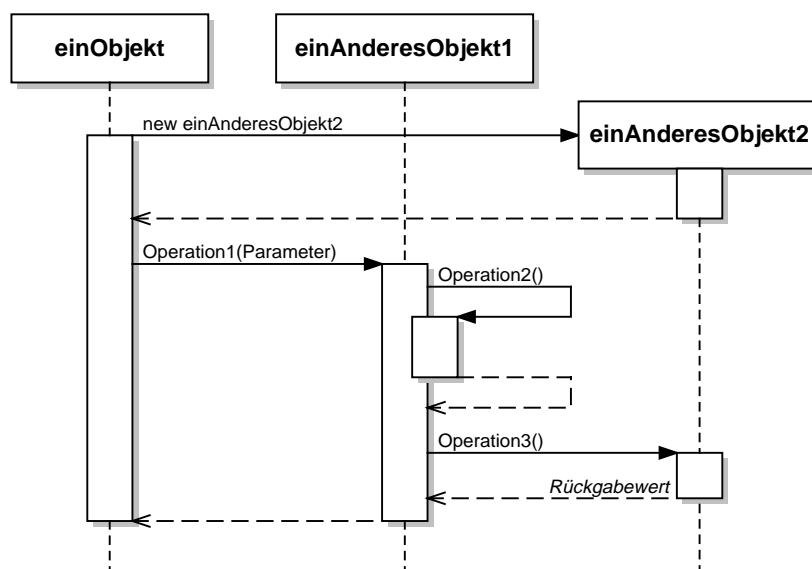 einObjekt
einAnderesObjekt1
new einAnderesObjekt2
einAnderesObjekt2
Operation1(Parameter)
Operation2()
Operation3()
Rückgabewert